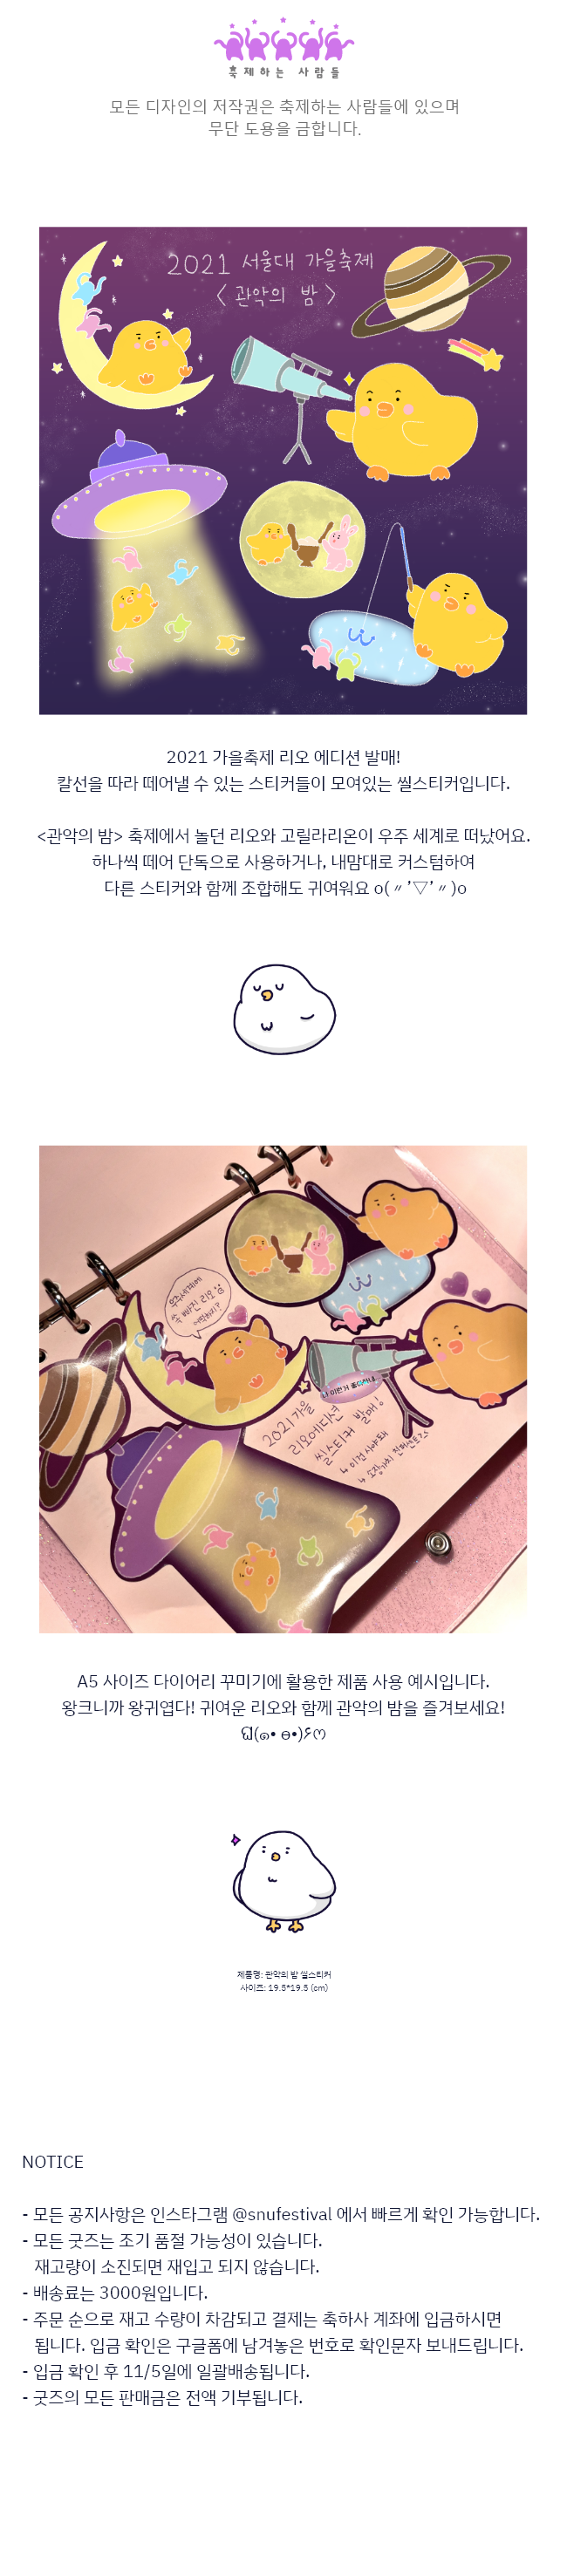 축제하는 사람들
모든 디자인의 저작권은 축제하는 사람들에 있으며
무단 도용을 금합니다.
2021 서울대 가을축제
<관악의 밤>
2021 가을축제 리오 에디션 발매!
칼선을 따라 떼어낼 수 있는 스티커들이 모여있는 씰스티커입니다.
<관악의 밤> 축제에서 놀던 리오와 고릴라리온이 우주 세계로 떠났어요.
하나씩 떼어 단독으로 사용하거나, 내맘대로 커스텀하여
다른 스티커와 함께 조합해도 귀여워요 o(〃’▽’〃)o
우주세계에
쏙 빠진 리오
어떡하지?
2021 가을
리오에디션
씰스티커 발매!
A5 사이즈 다이어리 꾸미기에 활용한 제품 사용 예시입니다.
왕크니까 왕귀엽다! 귀여운 리오와 함께 관악의 밤을 즐겨보세요!
ଘ(๑• ɵ•)۶ლ
제품명: 관악의 밤 씰스티커
사이즈: 19.5*19.5 (cm)
NOTICE
- 모든 공지사항은 인스타그램 @snufestival 에서 빠르게 확인 가능합니다.
- 모든 굿즈는 조기 품절 가능성이 있습니다.
재고량이 소진되면 재입고 되지 않습니다.
- 배송료는 3000원입니다.
- 주문 순으로 재고 수량이 차감되고 결제는 축하사 계좌에 입금하시면
됩니다. 입금 확인은 구글폼에 남겨놓은 번호로 확인문자 보내드립니다.
- 입금 확인 후 11/5일에 일괄배송됩니다.
- 굿즈의 모든 판매금은 전액 기부됩니다.